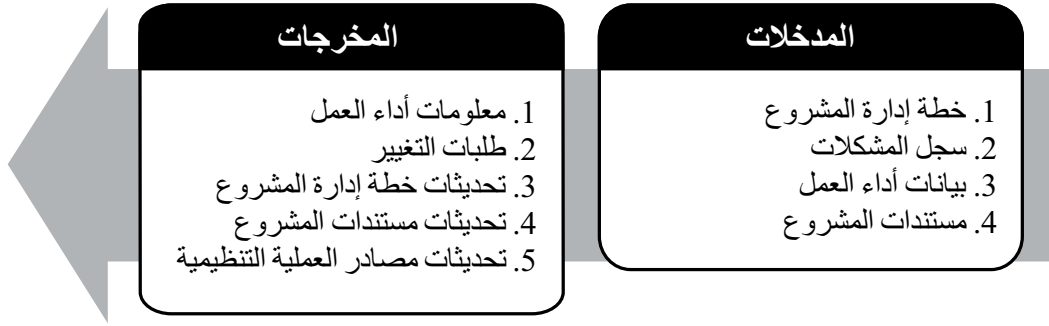 المدخلات
1. خطة إدارة المشروع
2. سجل المشكلات
3. بيانات أداء العمل
4. مستندات المشروع
المخرجات
1. معلومات أداء العمل
2. طلبات التغيير
3. تحديثات خطة إدارة المشروع
4. تحديثات مستندات المشروع
5. تحديثات مصادر العملية التنظيمية